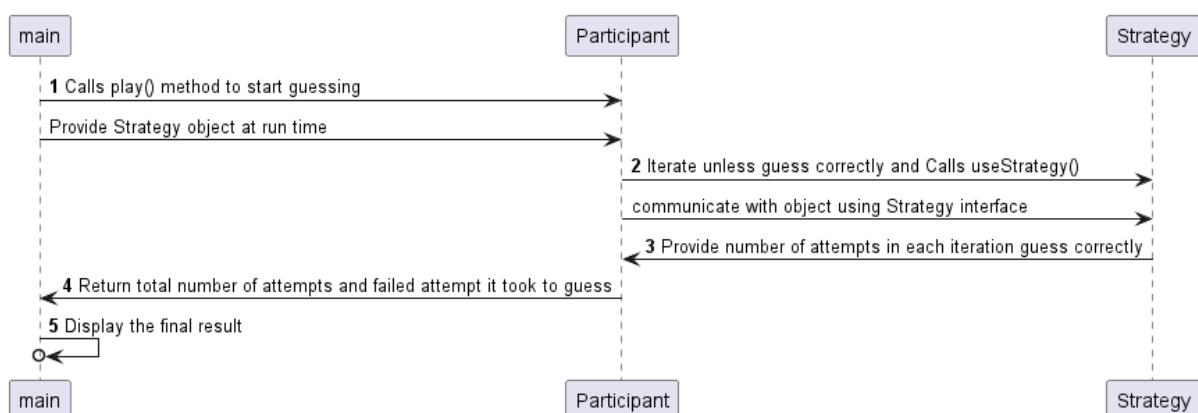 main Participant Strategy
1 Calls play() method to start guessing
Provide Strategy object at run time
2 Iterate unless guess correctly and Calls useStrategy()
communicate with object using Strategy interface
3 Provide number of attempts in each iteration guess correctly
4 Return total number of attempts and failed attempt it took to guess
5 Display the final result
main Participant Strategy